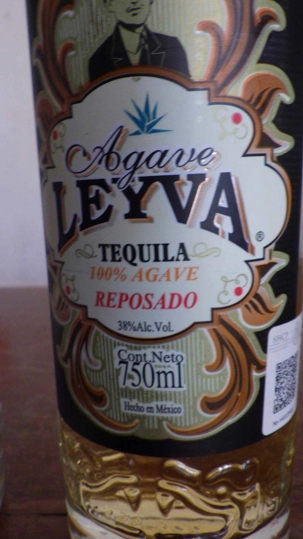 Agave
LEYVA®
TEQUILA
100% AGAVE
REPOSADO
38%Alc.Vol.
Cont.Neto
750ml
Hecho en México